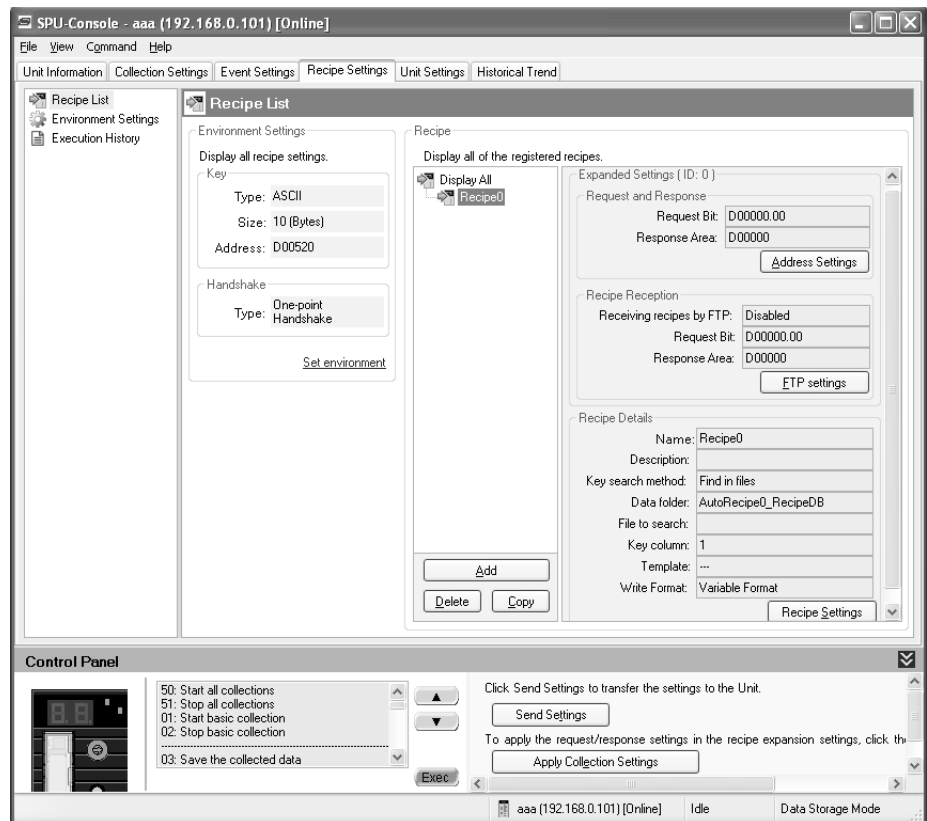 SPU-Console - aaa (192.168.0.101) [Online]
File View Command Help
Unit Information Collection Settings Event Settings Recipe Settings Unit Settings Historical Trend
Recipe List
Environment Settings
Execution History
Recipe List
Environment Settings
Display all recipe settings.
Key
Type: ASCII
Size: 10 (Bytes)
Address: D00520
Handshake
Type: One-point
Handshake
Set environment
Recipe
Display all of the registered recipes.
Display All
Recipe0
Add
Delete Copy
Expanded Settings ( ID: 0 )
Request and Response
Request Bit: D00000.00
Response Area: D00000
Address Settings
Recipe Reception
Receiving recipes by FTP: Disabled
Request Bit: D00000.00
Response Area: D00000
FTP settings
Recipe Details
Name: Recipe0
Description:
Key search method: Find in files
Data folder: AutoRecipe0_RecipeDB
File to search:
Key column: 1
Template: ---
Write Format: Variable Format
Recipe Settings
Control Panel
50: Start all collections
51: Stop all collections
01: Start basic collection
02: Stop basic collection
03: Save the collected data
Exec
Click Send Settings to transfer the settings to the Unit.
Send Settings
To apply the request/response settings in the recipe expansion settings, click
Apply Collection Settings
aaa (192.168.0.101) [Online] Idle Data Storage Mode